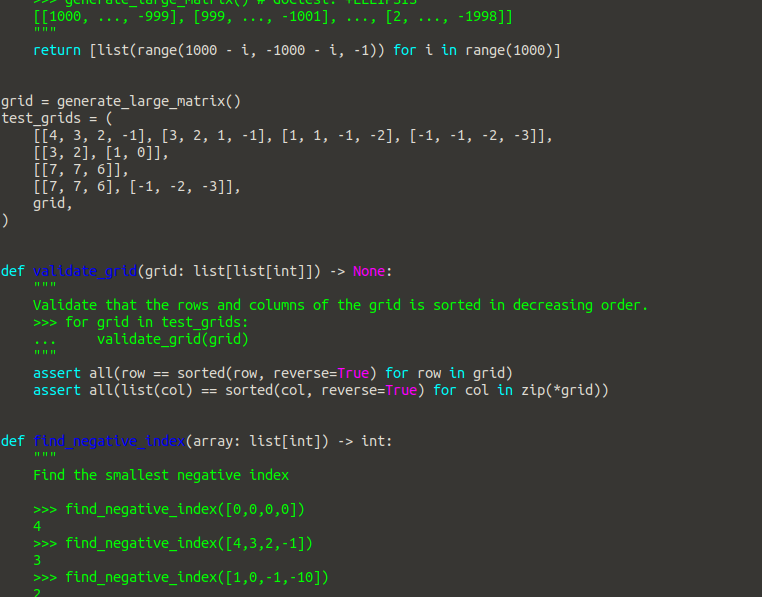 >>> generate_large_matrix() # doctest: +ELLIPSIS
[[1000, ..., -999], [999, ..., -1001], ..., [2, ..., -1998]]
"""
return [list(range(1000 - i, -1000 - i, -1)) for i in range(1000)]
grid = generate_large_matrix()
test_grids = (
[[4, 3, 2, -1], [3, 2, 1, -1], [1, 1, -1, -2], [-1, -1, -2, -3]],
[[3, 2], [1, 0]],
[[7, 7, 6]],
[[7, 7, 6], [-1, -2, -3]],
grid,
)
def validate_grid(grid: list[list[int]]) -> None:
"""
Validate that the rows and columns of the grid is sorted in decreasing order.
>>> for grid in test_grids:
...     validate_grid(grid)
"""
assert all(row == sorted(row, reverse=True) for row in grid)
assert all(list(col) == sorted(col, reverse=True) for col in zip(*grid))
def find_negative_index(array: list[int]) -> int:
"""
Find the smallest negative index
>>> find_negative_index([0,0,0,0])
4
>>> find_negative_index([4,3,2,-1])
3
>>> find_negative_index([1,0,-1,-10])
2